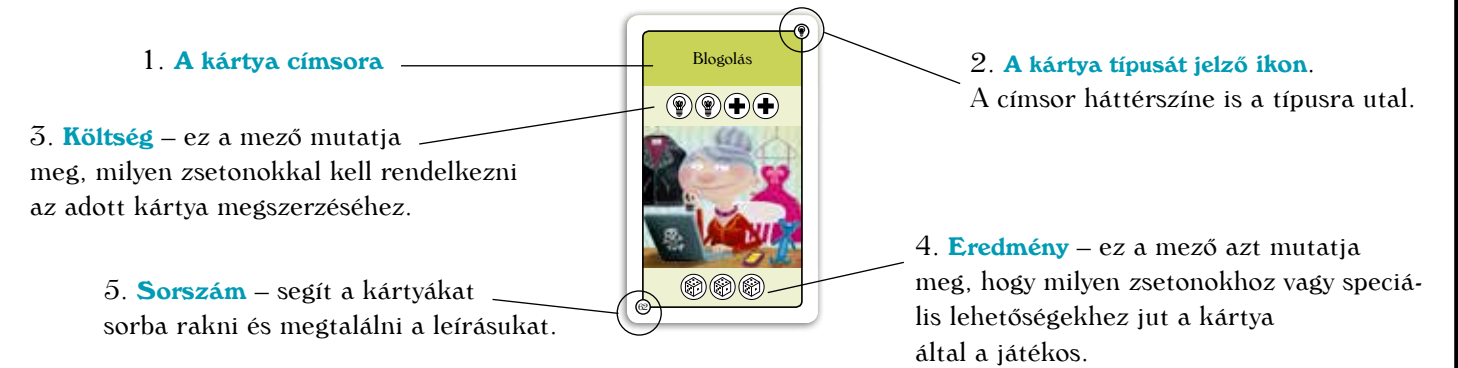 1. A kártya címsora
Blogolás
2. A kártya típusát jelző ikon.
A címsor háttérszíne is a típusra utal.
3. Költség – ez a mező mutatja
meg, milyen zsetonokkal kell rendelkezni
az adott kártya megszerzéséhez.
4. Eredmény – ez a mező azt mutatja
meg, hogy milyen zsetonokhoz vagy speciá-
lis lehetőségekhez jut a kártya
által a játékos.
5. Sorszám – segít a kártyákat
sorba rakni és megtalálni a leírásukat.
62